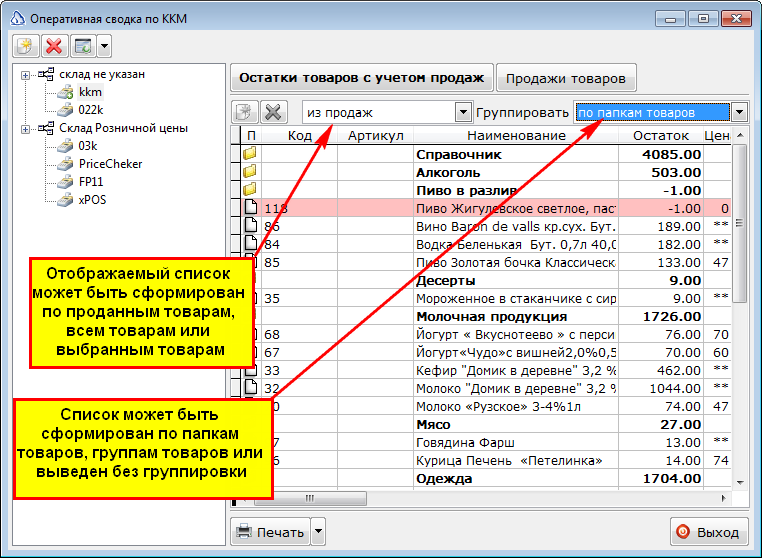 Оперативная сводка по ККМ
склад не указан
kkm
022k
Склад Розничной цены
03k
PriceCheker
FP11
xPOS
Остатки товаров с учетом продаж
Продажи товаров
из продаж Группировать по папкам товаров
П Код Артикул Наименование Остаток Цен
Справочник 4085.00
Алкоголь 503.00
Пиво в разлив -1.00
118 Пиво Жигулевское светлое, паст -1.00 0
86 Вино Baron de valls кр.сух. Бут. 189.00 **
84 Водка Беленькая Бут. 0,7л 40,0 182.00 **
85 Пиво Золотая бочка Классическ 133.00 47
Десерты 9.00
35 Мороженное в стаканчике с сир 9.00 **
Молочная продукция 1726.00
68 Йогурт « Вкуснотеево » с перси 76.00 70
67 Йогурт«Чудо»с вишней2,0%0,5 70.00 60
33 Кефир "Домик в деревне" 3,2 % 462.00 **
32 Молоко "Домик в деревне" 3,2 % 1044.00 **
0 Молоко «Рузское» 3-4%1л 74.00 47
Мясо 27.00
7 Говядина Фарш 13.00 **
6 Курица Печень «Петелинка» 14.00 74
Одежда 1704.00
Отображаемый список
может быть сформирован
по проданным товарам,
всем товарам или
выбранным товарам
Список может быть
сформирован по папкам
товаров, группам товаров или
выведен без группировки
Печать
Выход